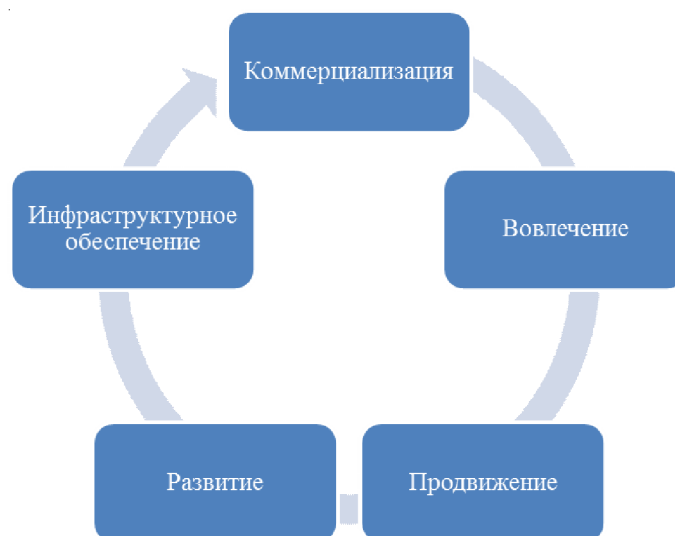 Коммерциализация
Вовлечение
Продвижение
Развитие
Инфраструктурное
обеспечение